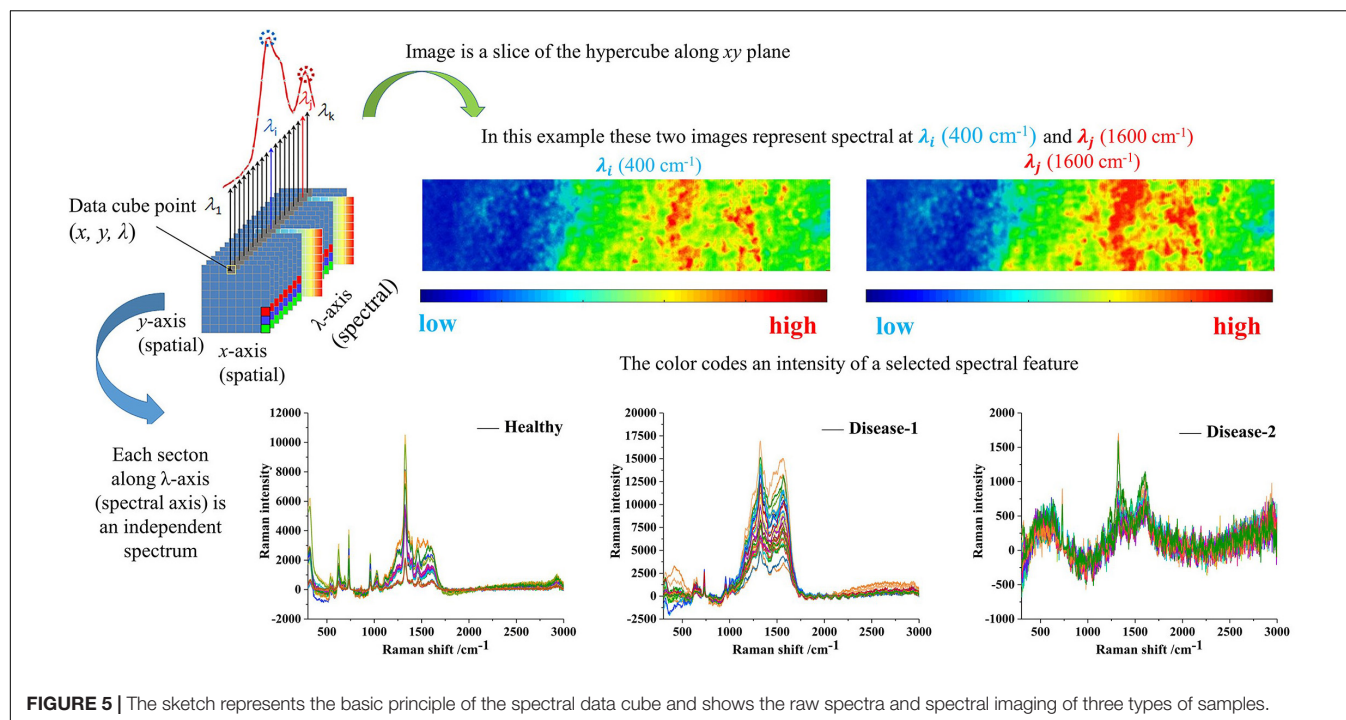 Image is a slice of the hypercube along xy plane
λj
λk
λi
λ1
Data cube point
(x, y, λ)
y-axis
(spatial)
x-axis
(spatial)
λ-axis
(spectral)
In this example these two images represent spectral at λi (400 cm-1) and λj (1600 cm-1)
λi (400 cm-1)
λj (1600 cm-1)
low
high
low
high
The color codes an intensity of a selected spectral feature
Each secton
along λ-axis
(spectral axis) is
an independent
spectrum
Healthy
Raman intensity
12000
10000
8000
6000
4000
2000
0
-2000
500 1000 1500 2000 2500 3000
Raman shift /cm-1
Disease-1
Raman intensity
20000
17500
15000
12500
10000
7500
5000
2500
0
-2500
500 1000 1500 2000 2500 3000
Raman shift /cm-1
Disease-2
Raman intensity
2000
1500
1000
500
0
-500
-1000
500 1000 1500 2000 2500 3000
Raman shift /cm-1
FIGURE 5 | The sketch represents the basic principle of the spectral data cube and shows the raw spectra and spectral imaging of three types of samples.